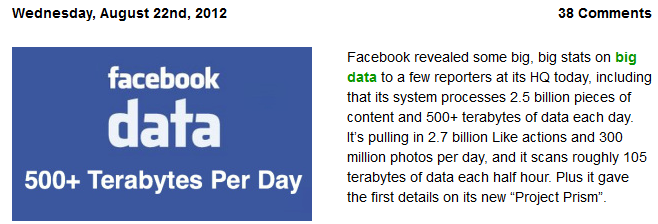 Wednesday, August 22nd, 2012
38 Comments
facebook
data
500+ Terabytes Per Day
Facebook revealed some big, big stats on big
data to a few reporters at its HQ today, including
that its system processes 2.5 billion pieces of
content and 500+ terabytes of data each day.
It’s pulling in 2.7 billion Like actions and 300
million photos per day, and it scans roughly 105
terabytes of data each half hour. Plus it gave
the first details on its new “Project Prism”.